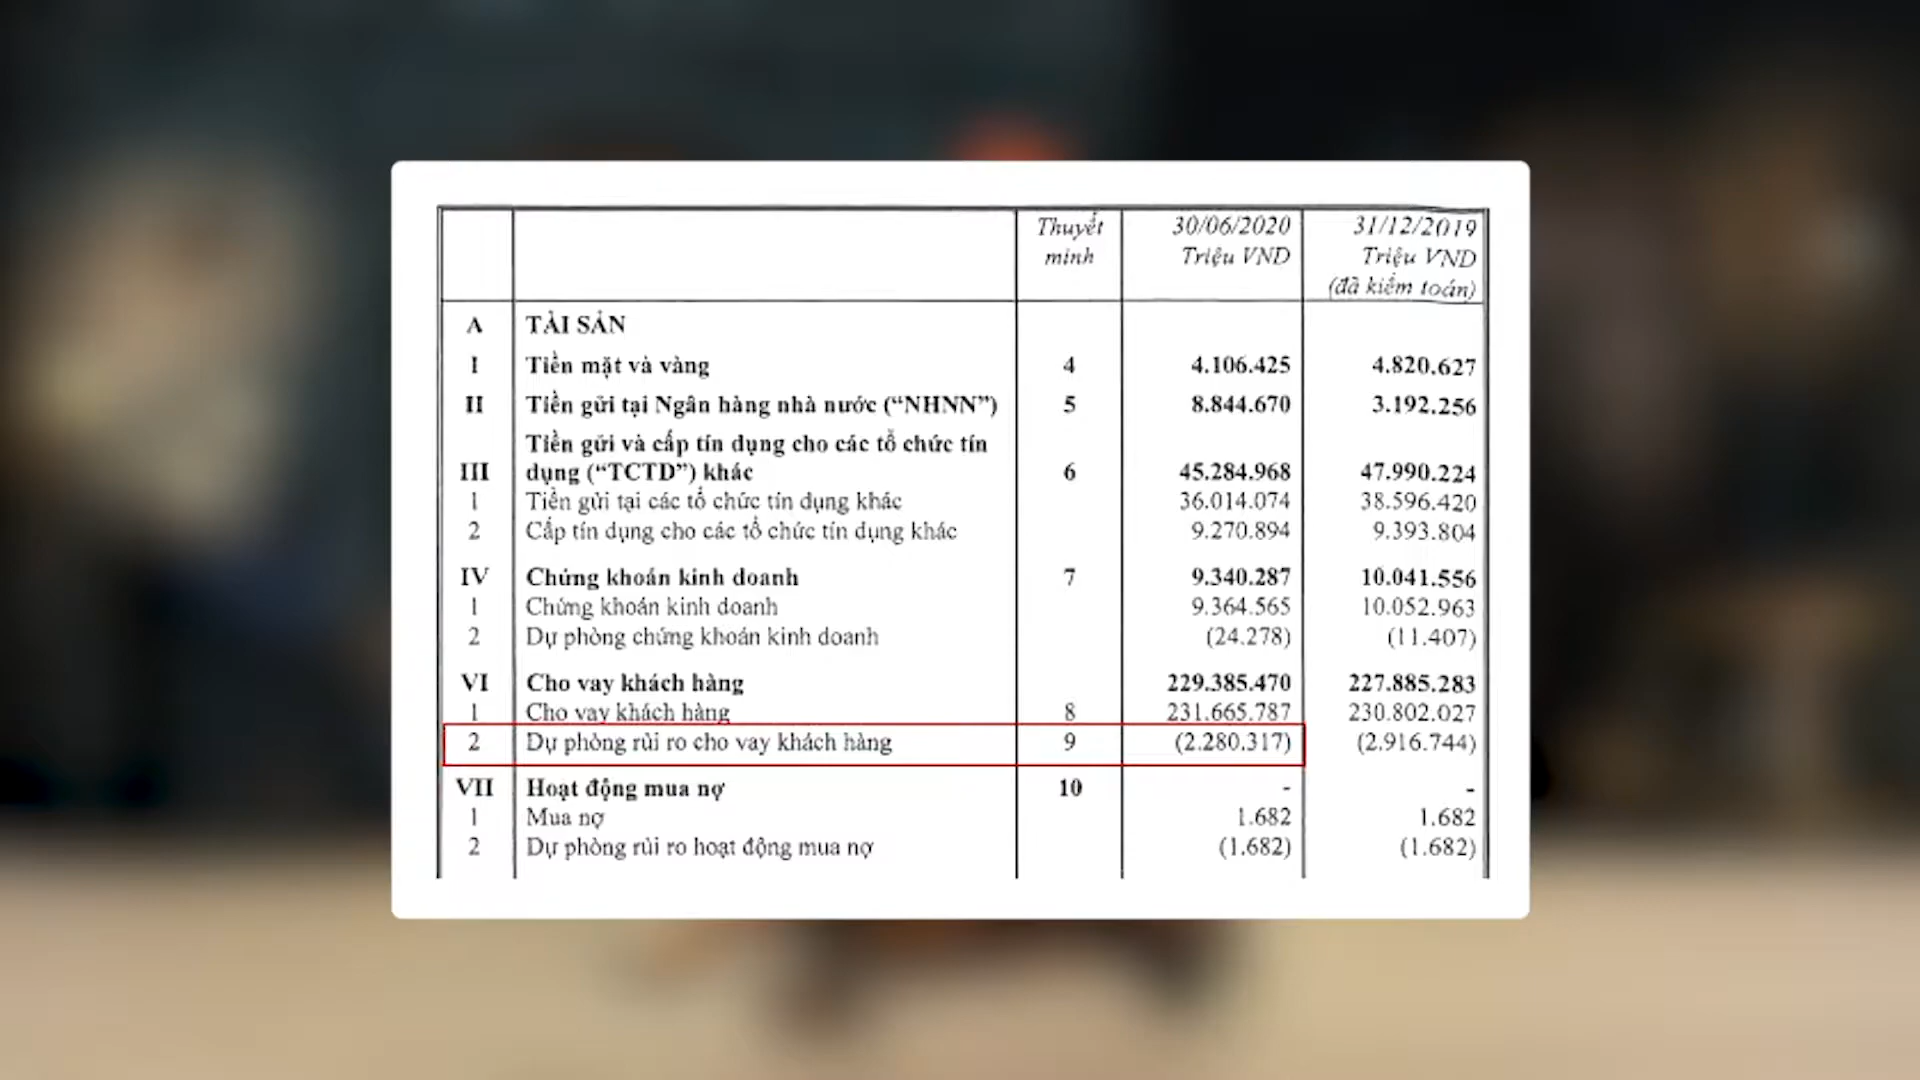 Thuyết minh 30/06/2020 Triệu VND 31/12/2019 Triệu VND (đã kiểm toán)
A TÀI SẢN
I Tiền mặt và vàng 4 4.106.425 4.820.627
II Tiền gửi tại Ngân hàng nhà nước (“NHNN”) 5 8.844.670 3.192.256
Tiền gửi và cấp tín dụng cho các tổ chức tín
III dụng (“TCTD”) khác 6 45.284.968 47.990.224
1 Tiền gửi tại các tổ chức tín dụng khác 36.014.074 38.596.420
2 Cấp tín dụng cho các tổ chức tín dụng khác 9.270.894 9.393.804
IV Chứng khoán kinh doanh 7 9.340.287 10.041.556
1 Chứng khoán kinh doanh 9.364.565 10.052.963
2 Dự phòng chứng khoán kinh doanh (24.278) (11.407)
VI Cho vay khách hàng 229.385.470 227.885.283
1 Cho vay khách hàng 8 231.665.787 230.802.027
2 Dự phòng rủi ro cho vay khách hàng 9 (2.280.317) (2.916.744)
VII Hoạt động mua nợ 10 - -
1 Mua nợ 1.682 1.682
2 Dự phòng rủi ro hoạt động mua nợ (1.682) (1.682)